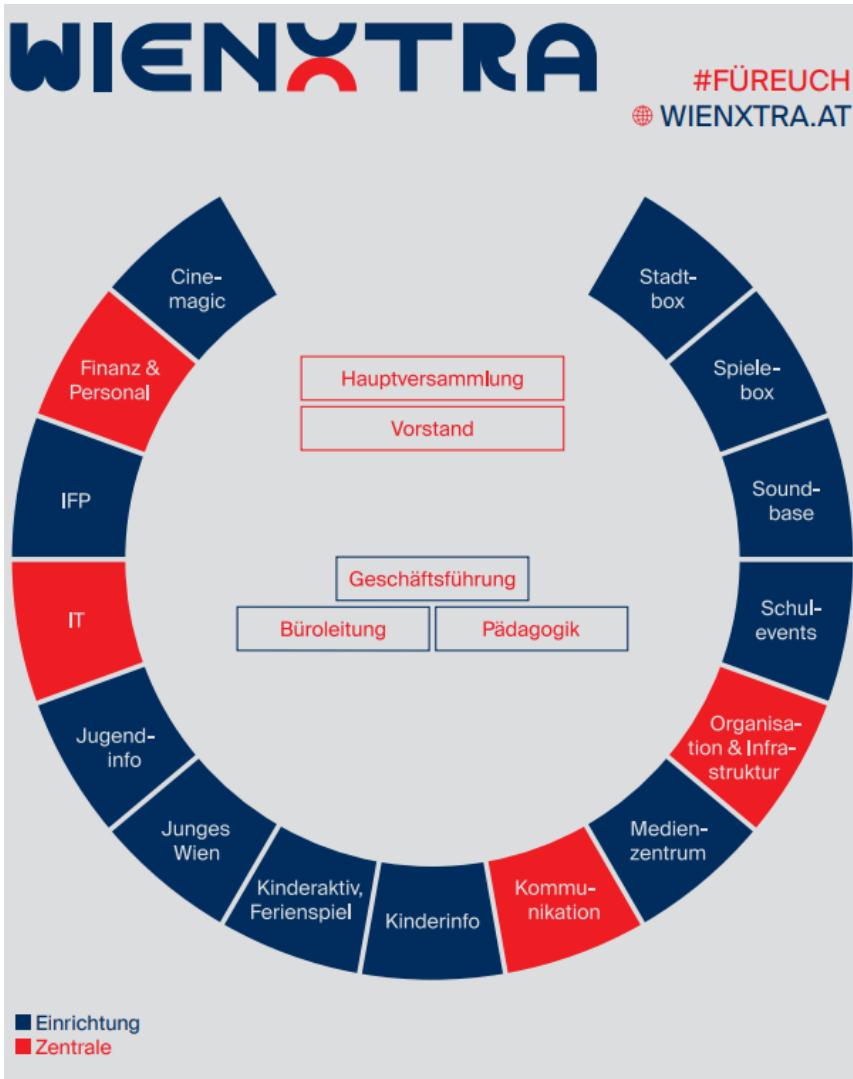 WIENXTRA
#FÜREUCH
WIENXTRA.AT
Cine-
magic
Finanz &
Personal
IFP
IT
Jugend-
info
Junges
Wien
Kinderaktiv,
Ferienspiel
Kinderinfo
Kommu-
nikation
Medien-
zentrum
Organisa-
tion & Infra-
struktur
Schul-
events
Sound-
base
Spiele-
box
Stadt-
box
Hauptversammlung
Vorstand
Geschäftsführung
Büroleitung
Pädagogik
Einrichtung
Zentrale